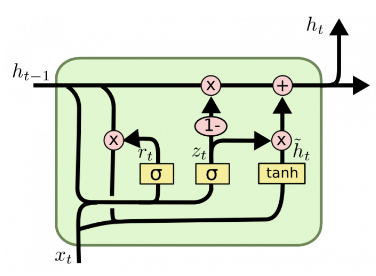 h_t
h_{t-1}
x
+
1-
x
r_t
z_t
x
h̃_t
σ
σ
tanh
x_t